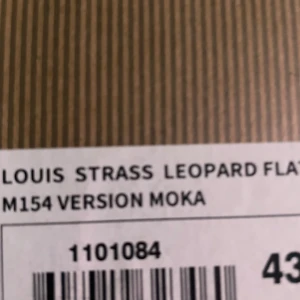 LOUIS STRASS LEOPARD FLA
M154 VERSION MOKA
1101084
43